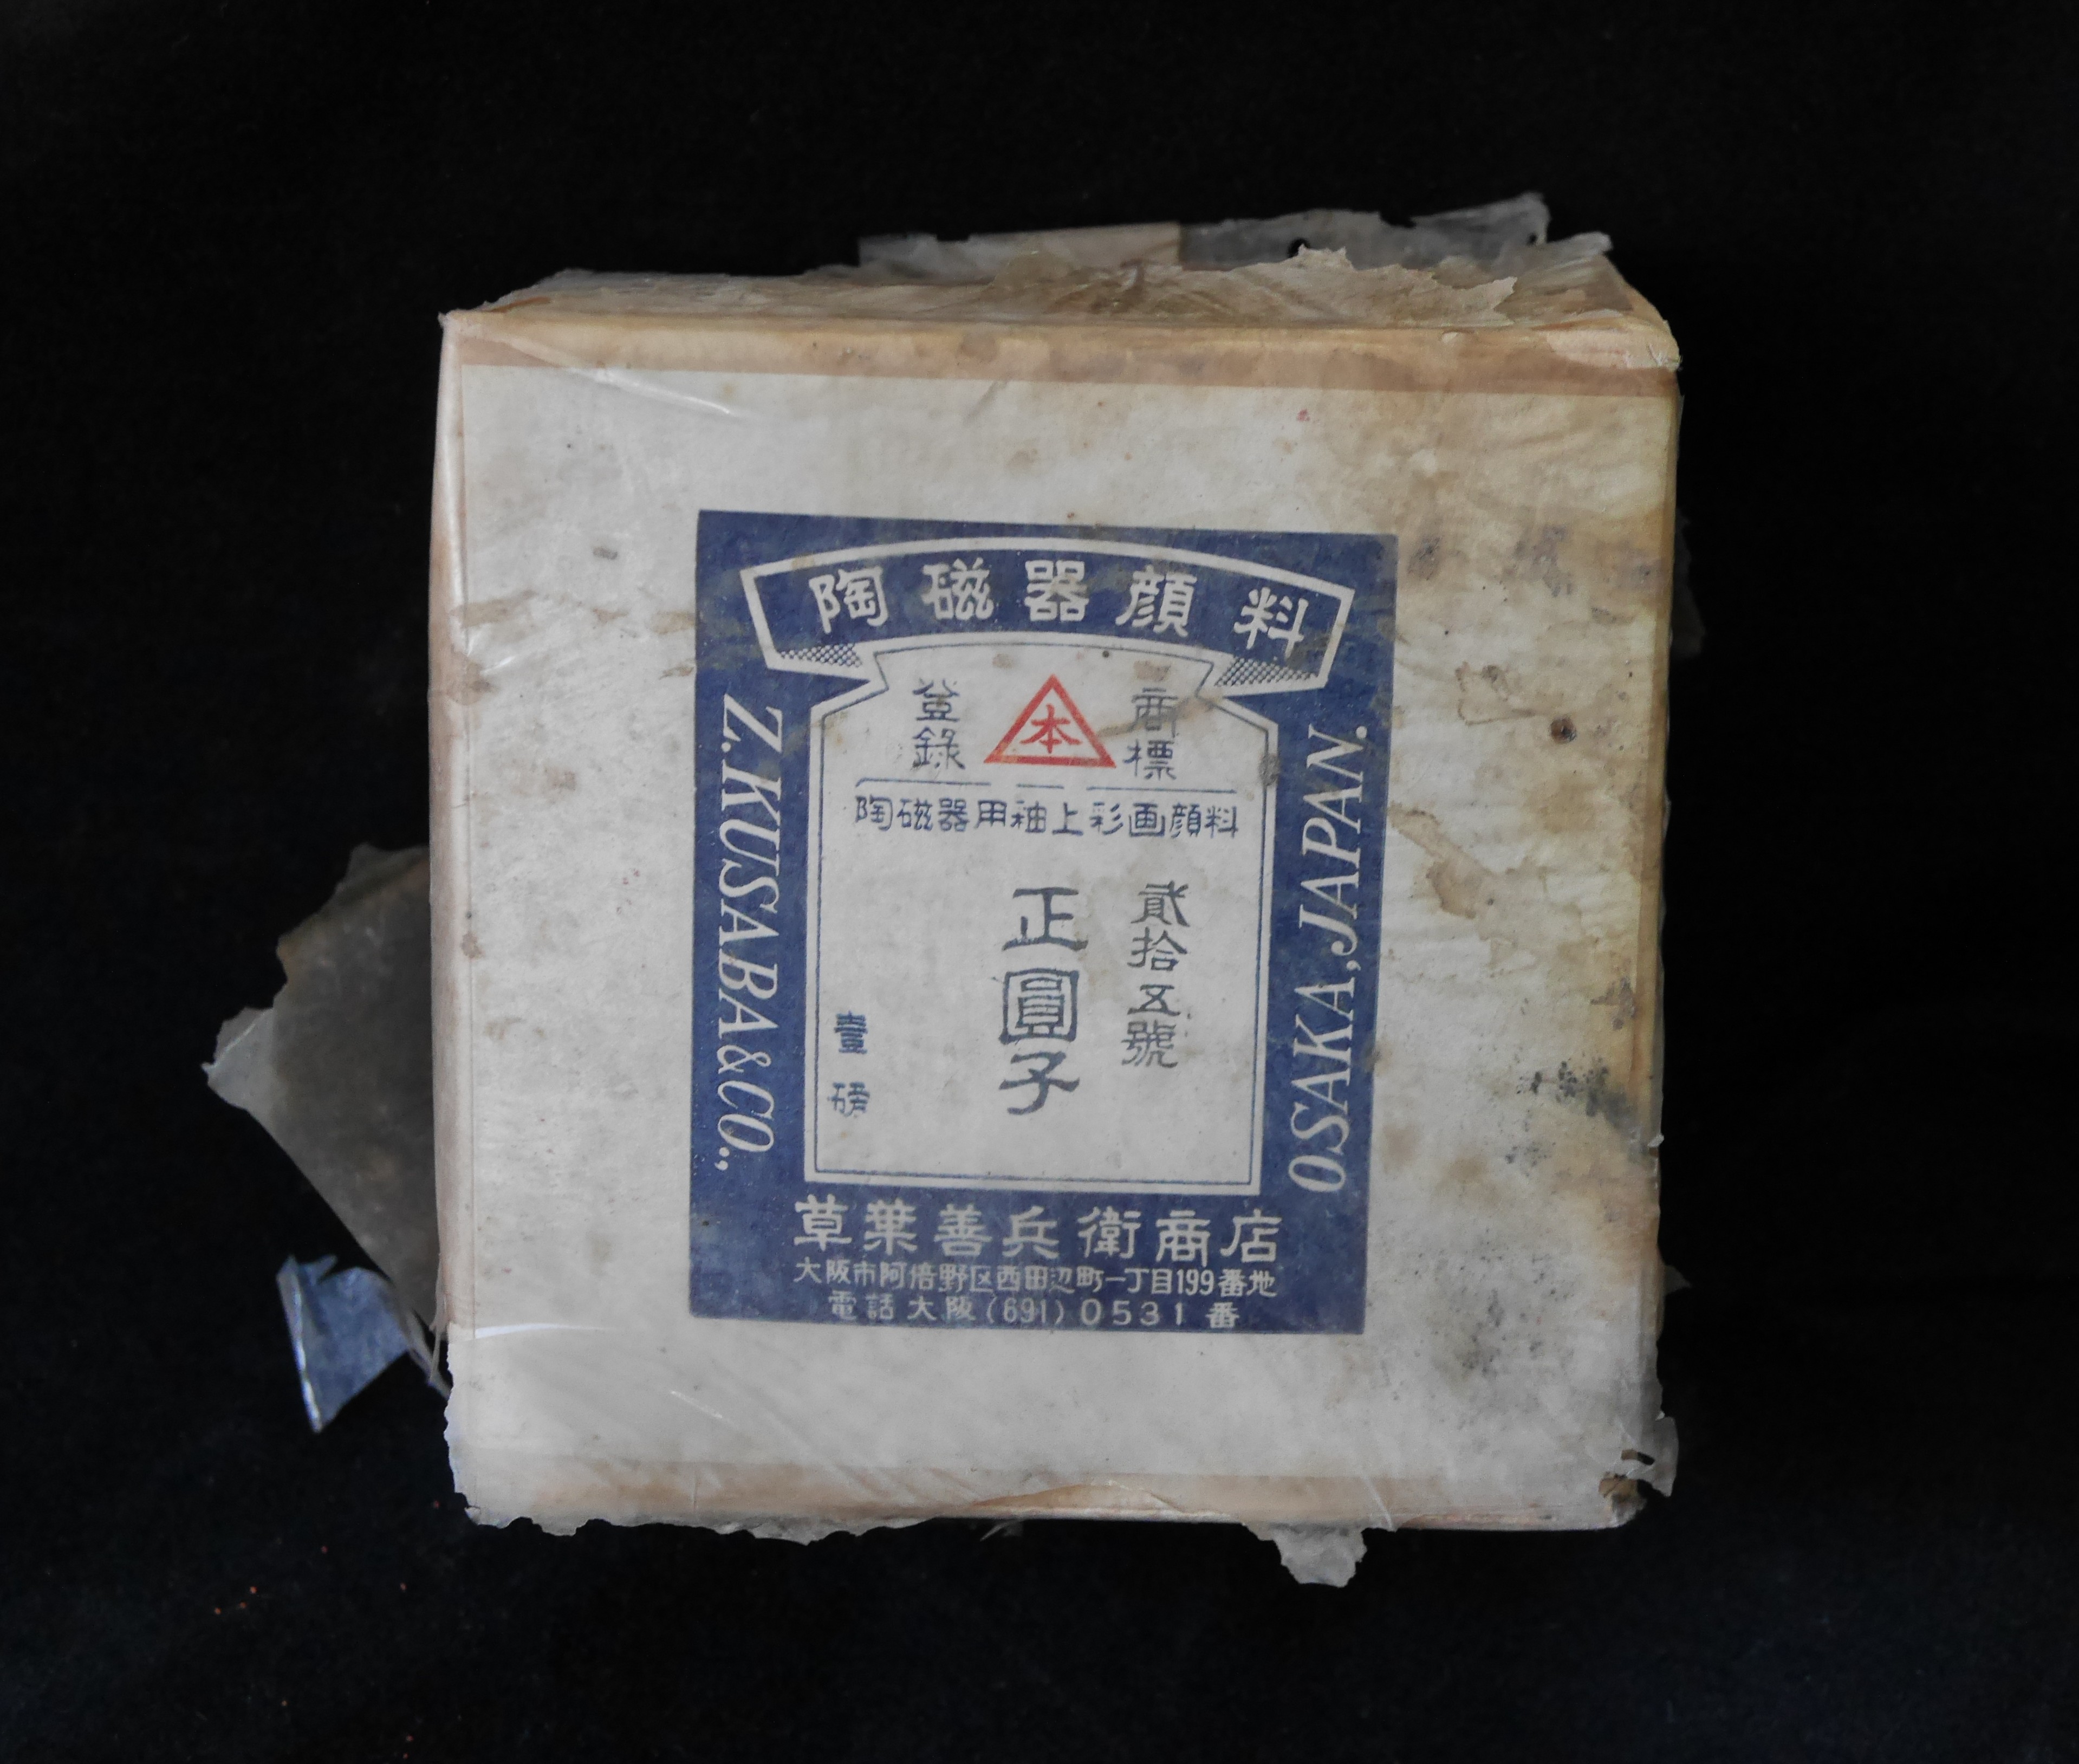 陶磁器顔料
登錄
本
商標
陶磁器用釉上彩画顔料
貳拾五號
正圓子
壹磅
Z.KUSABA&CO.,
OSAKA,JAPAN.
草葉善兵衛商店
大阪市阿倍野区西田辺町一丁目199番地
電話大阪(691)0531番